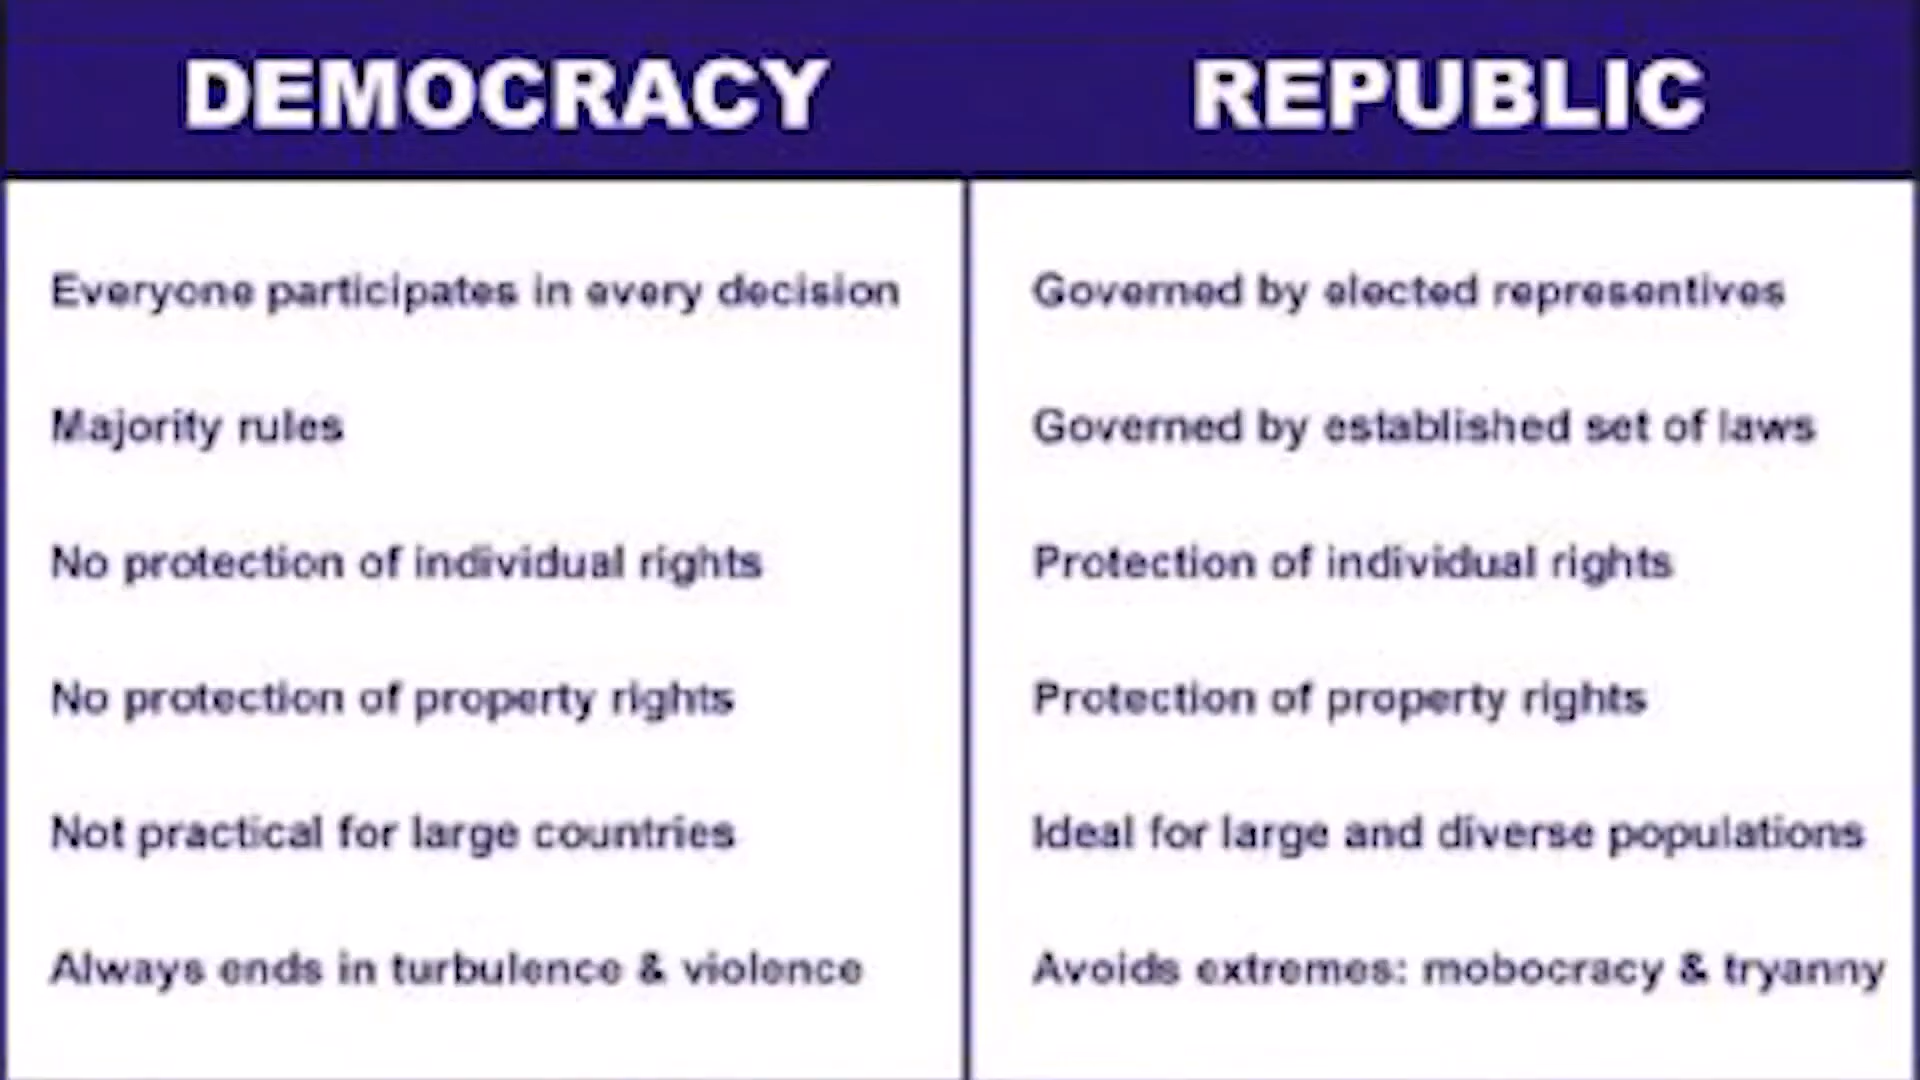 DEMOCRACY
REPUBLIC
Everyone participates in every decision
Governed by elected representives
Majority rules
Governed by established set of laws
No protection of individual rights
Protection of individual rights
No protection of property rights
Protection of property rights
Not practical for large countries
Ideal for large and diverse populations
Always ends in turbulence & violence
Avoids extremes: mobocracy & tryanny